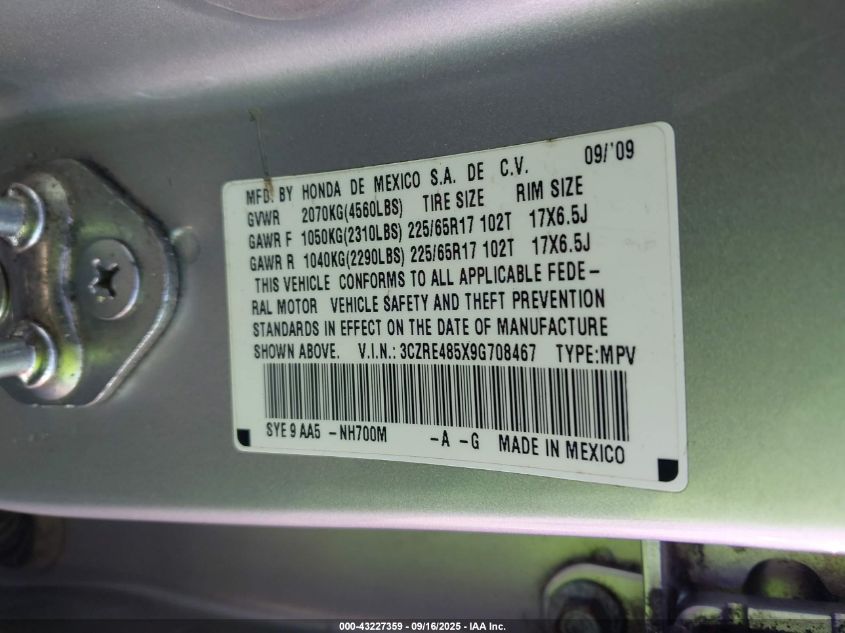 MFD. BY HONDA DE MEXICO S.A. DE C.V. 09/'09
GVWR 2070KG(4560LBS) TIRE SIZE RIM SIZE
GAWR F 1050KG(2310LBS) 225/65R17 102T 17X6.5J
GAWR R 1040KG(2290LBS) 225/65R17 102T 17X6.5J
THIS VEHICLE CONFORMS TO ALL APPLICABLE FEDE-
RAL MOTOR VEHICLE SAFETY AND THEFT PREVENTION
STANDARDS IN EFFECT ON THE DATE OF MANUFACTURE
SHOWN ABOVE. V.I.N.: 3CZRE485X9G708467 TYPE:MPV
SYE 9 AA5 -NH700M -A -G MADE IN MEXICO
000-43227359 - 09/16/2025 - IAA Inc.